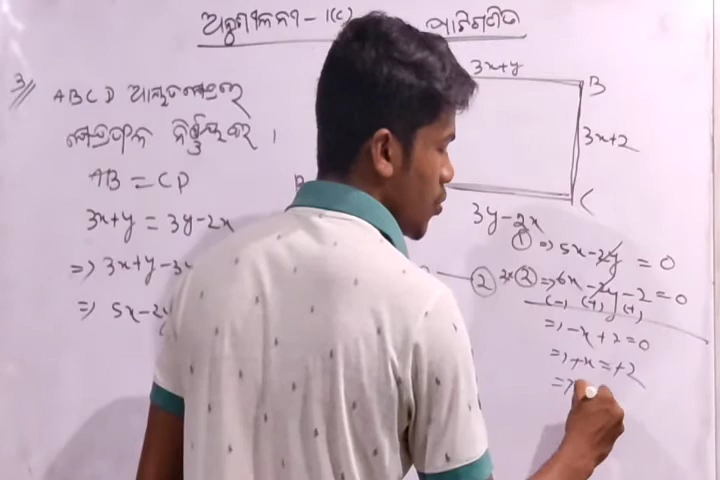 ଅନୁଶୀଳନୀ - 1(c) ପାଟିଗଣିତ
3// ABCD ଆୟତକ୍ଷେତ୍ରର
କ୍ଷେତ୍ରଫଳ ନିର୍ଣ୍ଣୟ କର ।
AB = CD
3x+y = 3y-2x
=> 3x+y-3
=> 5x-2y
3x+y
B
3x+2
C
3y-2x
① => 5x-2y = 0
②
2x② => 6x-2y-2=0
(-) (+) (+)
=> -x+2=0
=> +x=+2
=>